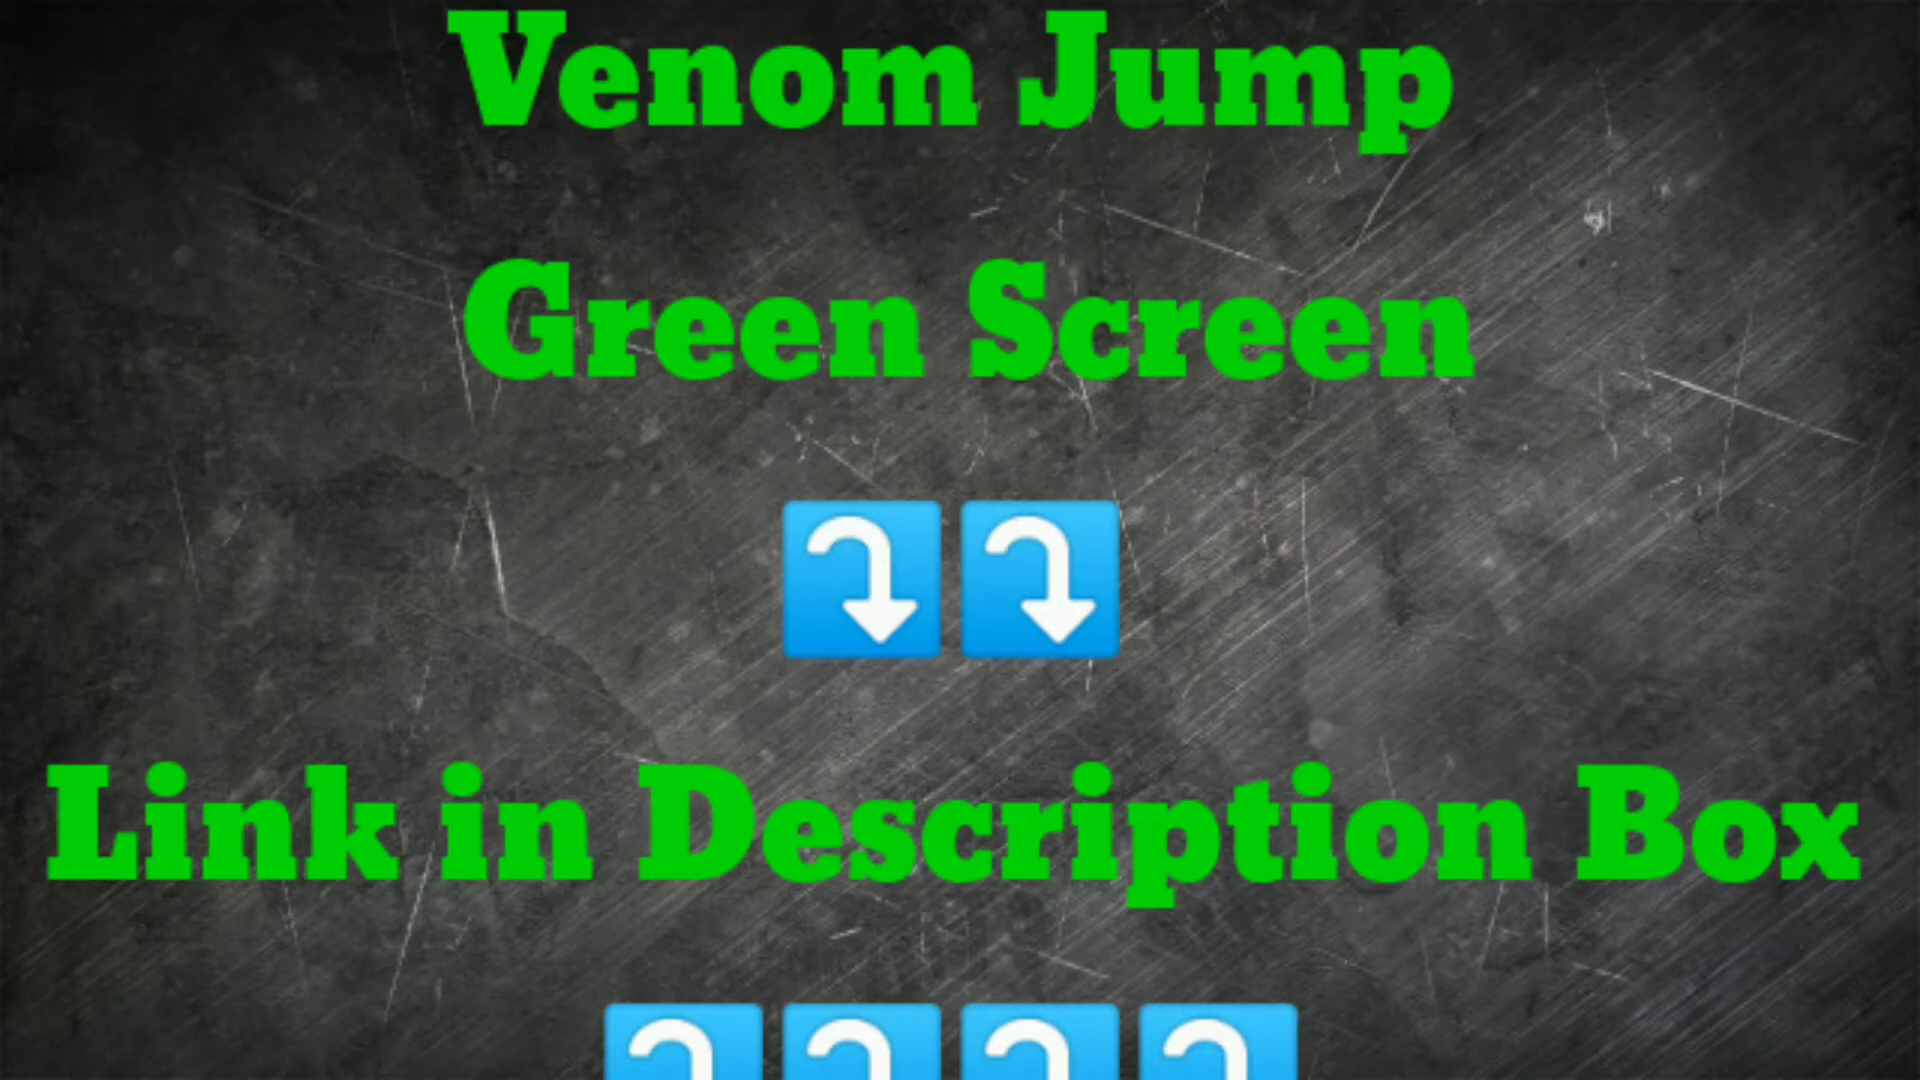 Venom Jump
Green Screen
⤵️⤵️
Link in Description Box
⤵️⤵️⤵️⤵️